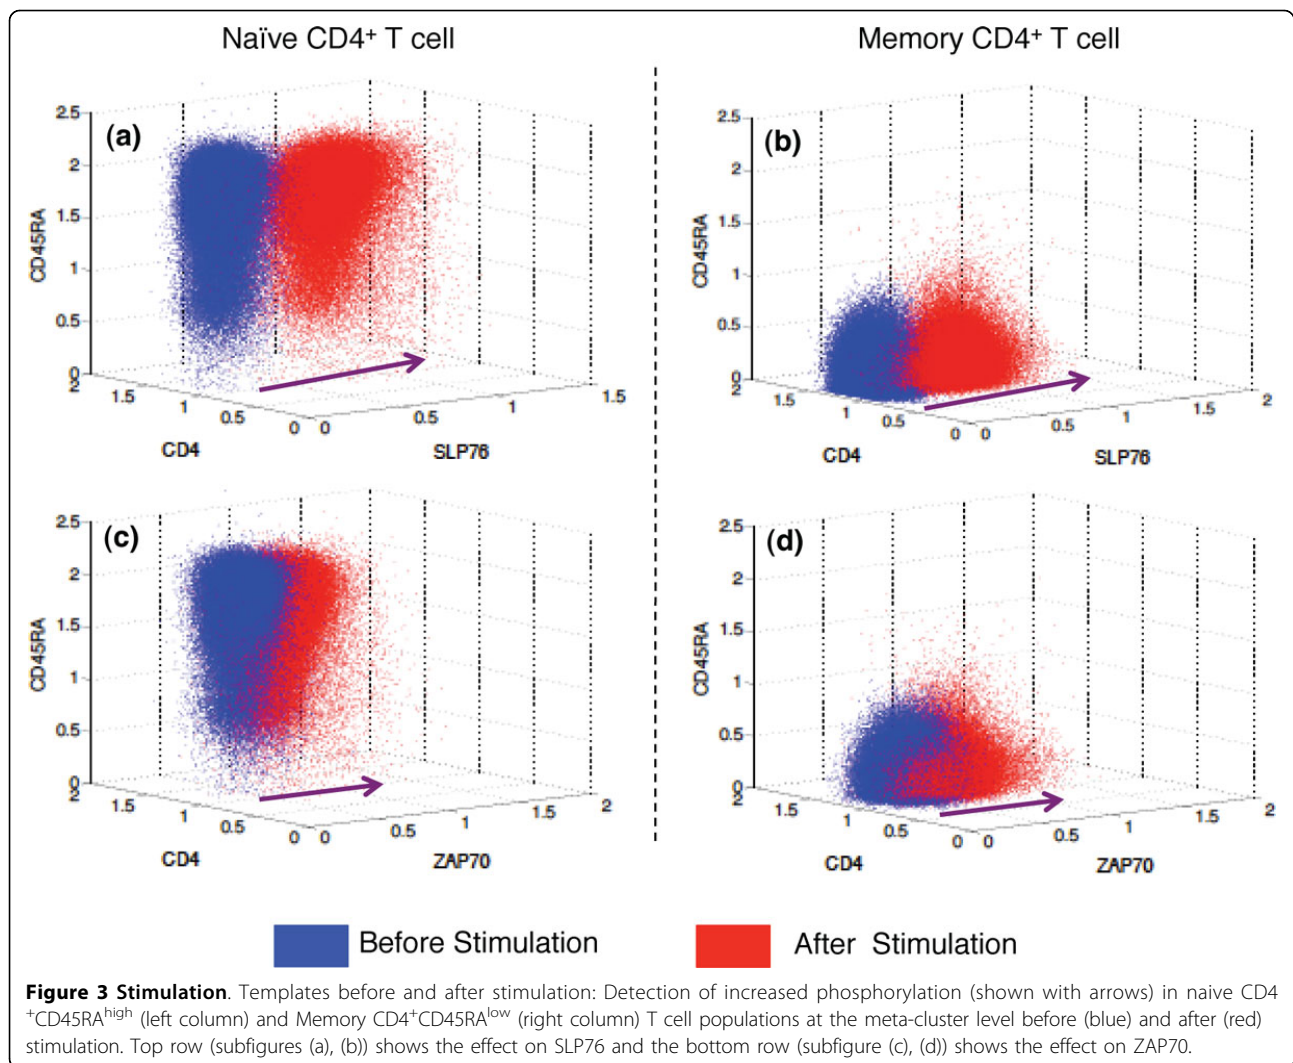 Naïve CD4+ T cell
Memory CD4+ T cell
(a)
2.5
2
1.5
1
0.5
0
CD45RA
2
1.5
1
0.5
0
CD4
0
0.5
1
1.5
SLP76
(b)
2.5
2
1.5
1
0.5
0
CD45RA
2
1.5
1
0.5
0
CD4
0
0.5
1
1.5
2
SLP76
(c)
2.5
2
1.5
1
0.5
0
CD45RA
2
1.5
1
0.5
0
CD4
0
0.5
1
1.5
2
ZAP70
(d)
2.5
2
1.5
1
0.5
0
CD45RA
2
1.5
1
0.5
0
CD4
0
0.5
1
1.5
2
ZAP70
Before Stimulation
After Stimulation
Figure 3 Stimulation. Templates before and after stimulation: Detection of increased phosphorylation (shown with arrows) in naive CD4
+CD45RAhigh (left column) and Memory CD4+CD45RAlow (right column) T cell populations at the meta-cluster level before (blue) and after (red)
stimulation. Top row (subfigures (a), (b)) shows the effect on SLP76 and the bottom row (subfigure (c), (d)) shows the effect on ZAP70.